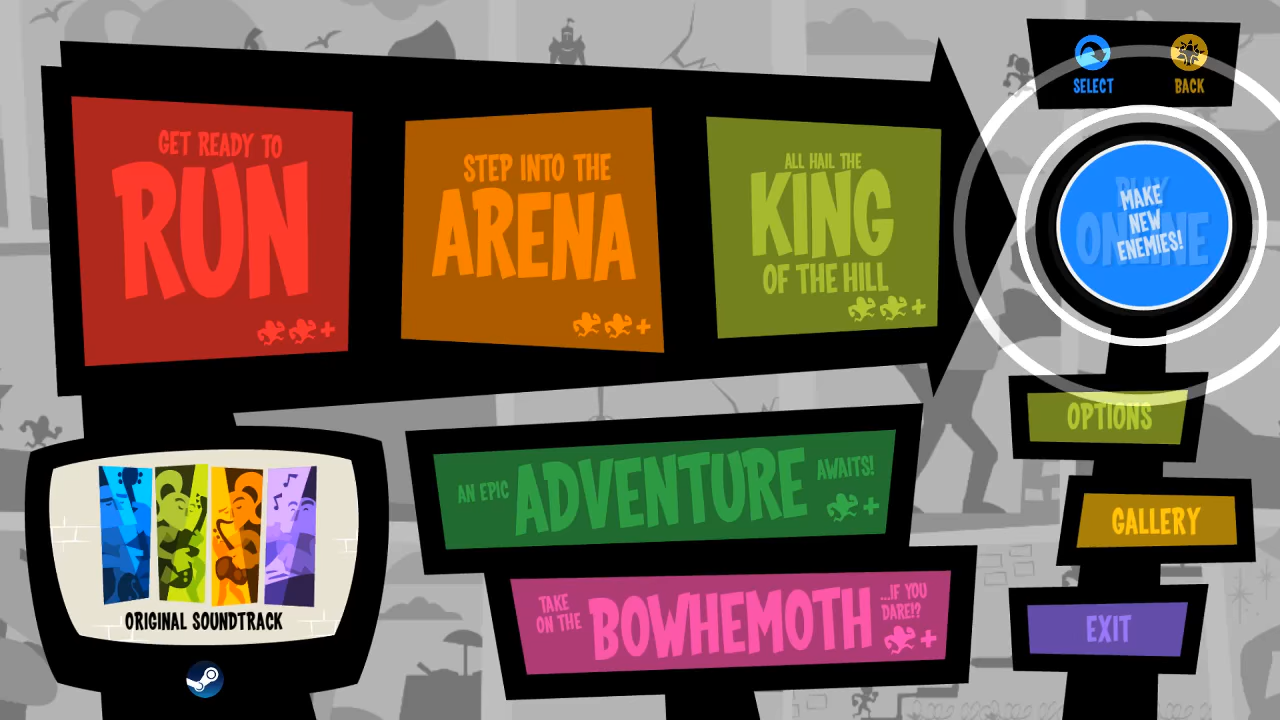 GET READY TO
RUN
STEP INTO THE
ARENA
ALL HAIL THE
KING
OF THE HILL
SELECT
BACK
PLAY
ONLINE
MAKE
NEW
ENEMIES!
OPTIONS
GALLERY
EXIT
AN EPIC ADVENTURE AWAITS!
TAKE
ON THE
BOWHEMOTH
...IF YOU
DARE!?
ORIGINAL SOUNDTRACK